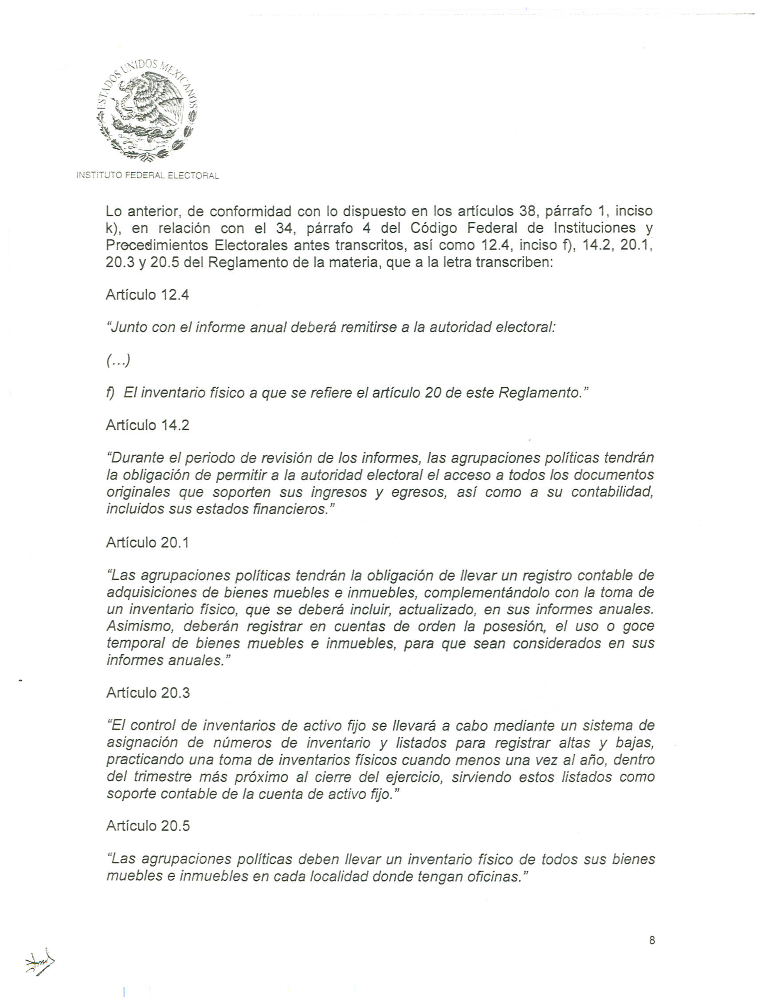 ESTADOS UNIDOS MEXICANOS
INSTITUTO FEDERAL ELECTORAL
Lo anterior, de conformidad con lo dispuesto en los artículos 38, párrafo 1, inciso
k), en relación con el 34, párrafo 4 del Código Federal de Instituciones y
Procedimientos Electorales antes transcritos, así como 12.4, inciso f), 14.2, 20.1,
20.3 y 20.5 del Reglamento de la materia, que a la letra transcriben:
Artículo 12.4
“Junto con el informe anual deberá remitirse a la autoridad electoral:
(...)
f) El inventario físico a que se refiere el artículo 20 de este Reglamento.”
Artículo 14.2
“Durante el periodo de revisión de los informes, las agrupaciones políticas tendrán
la obligación de permitir a la autoridad electoral el acceso a todos los documentos
originales que soporten sus ingresos y egresos, así como a su contabilidad,
incluidos sus estados financieros.”
Artículo 20.1
“Las agrupaciones políticas tendrán la obligación de llevar un registro contable de
adquisiciones de bienes muebles e inmuebles, complementándolo con la toma de
un inventario físico, que se deberá incluir, actualizado, en sus informes anuales.
Asimismo, deberán registrar en cuentas de orden la posesión, el uso o goce
temporal de bienes muebles e inmuebles, para que sean considerados en sus
informes anuales.”
Artículo 20.3
“El control de inventarios de activo fijo se llevará a cabo mediante un sistema de
asignación de números de inventario y listados para registrar altas y bajas,
practicando una toma de inventarios físicos cuando menos una vez al año, dentro
del trimestre más próximo al cierre del ejercicio, sirviendo estos listados como
soporte contable de la cuenta de activo fijo.”
Artículo 20.5
“Las agrupaciones políticas deben llevar un inventario físico de todos sus bienes
muebles e inmuebles en cada localidad donde tengan oficinas.”
8